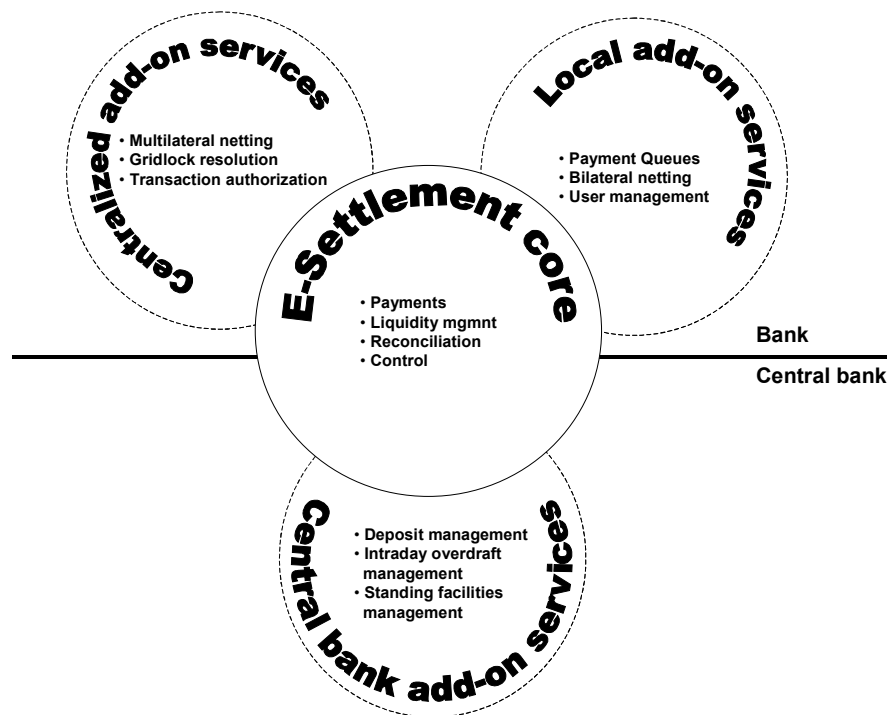 Centralized add-on services
• Multilateral netting
• Gridlock resolution
• Transaction authorization
Local add-on services
• Payment Queues
• Bilateral netting
• User management
E-Settlement core
• Payments
• Liquidity mgmnt
• Reconciliation
• Control
Bank
Central bank
• Deposit management
• Intraday overdraft
management
• Standing facilities
management
Central bank add-on services